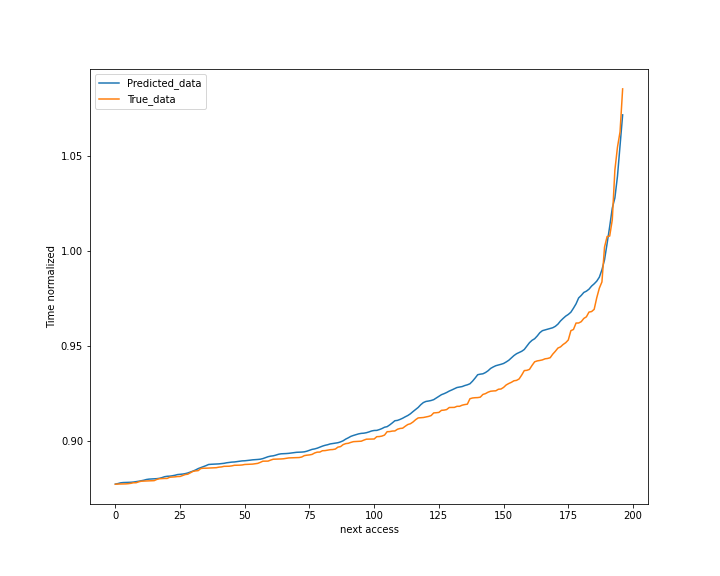 Predicted_data
True_data
1.05
1.00
0.95
0.90
Time normalized
0 25 50 75 100 125 150 175 200
next access